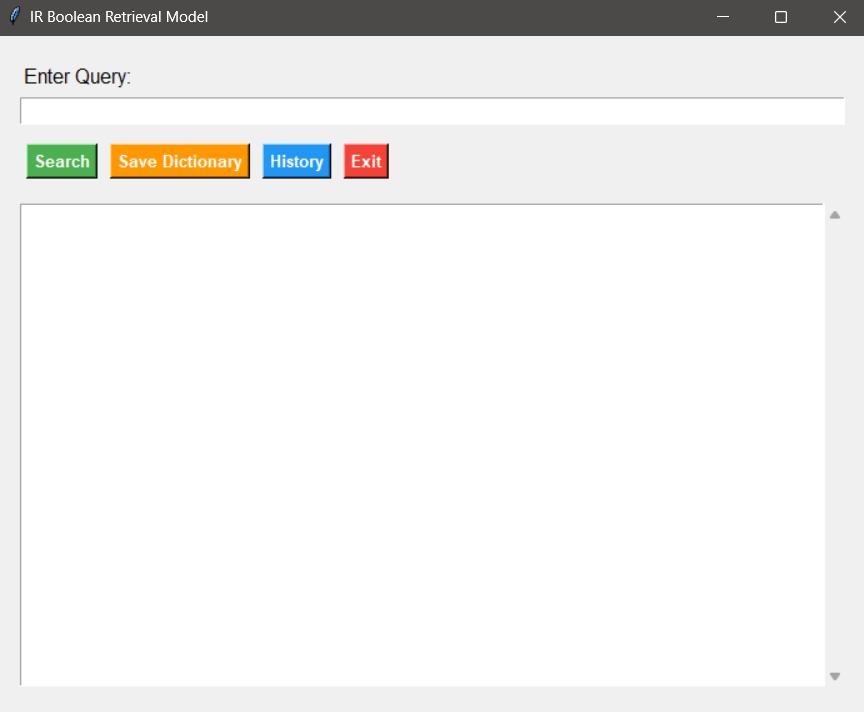 IR Boolean Retrieval Model
Enter Query:
Search Save Dictionary History Exit